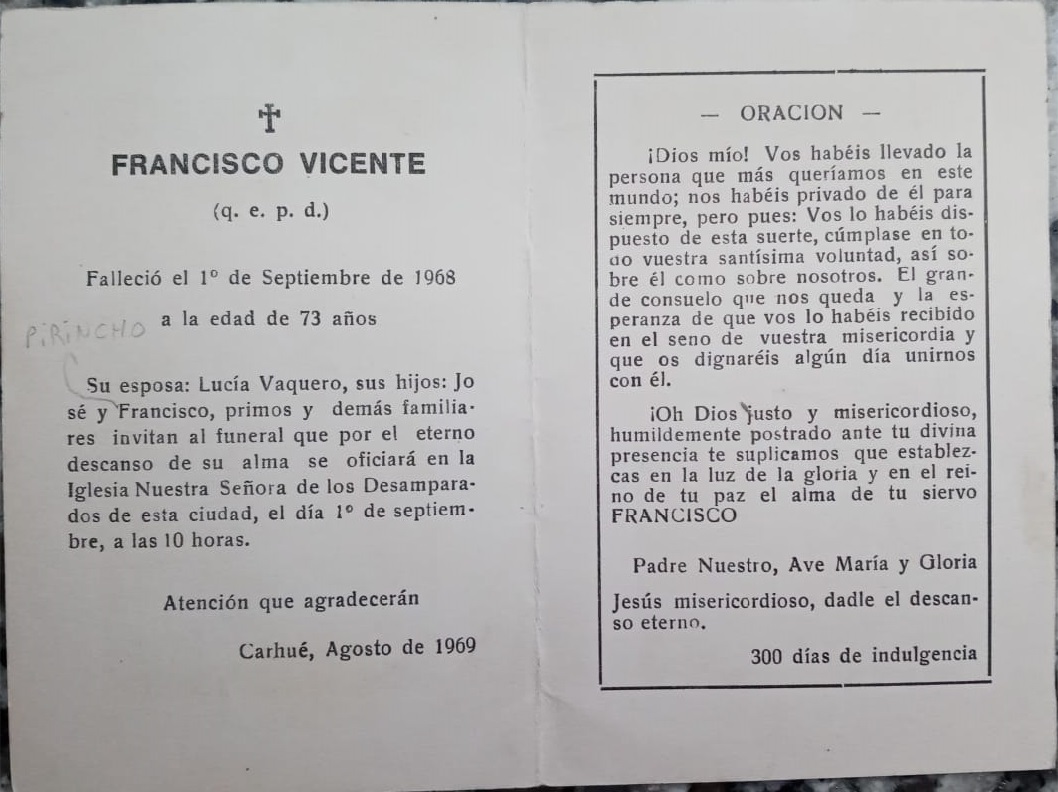 FRANCISCO VICENTE
(q. e. p. d.)
Falleció el 1º de Septiembre de 1968
a la edad de 73 años
PiRiNCHO
Su esposa: Lucía Vaquero, sus hijos: Jo
sé y Francisco, primos y demás familia-
res invitan al funeral que por el eterno
descanso de su alma se oficiará en la
Iglesia Nuestra Señora de los Desampara-
dos de esta ciudad, el día 1º de septiem-
bre, a las 10 horas.
Atención que agradecerán
Carhué, Agosto de 1969
— ORACION —
¡Dios mío! Vos habéis llevado la
persona que más queríamos en este
mundo; nos habéis privado de él para
siempre, pero pues: Vos lo habéis dis-
puesto de esta suerte, cúmplase en to-
do vuestra santísima voluntad, así so-
bre él como sobre nosotros. El gran-
de consuelo que nos queda y la es-
peranza de que vos lo habéis recibido
en el seno de vuestra misericordia y
que os dignaréis algún día unirnos
con él.
¡Oh Dios justo y misericordioso,
humildemente postrado ante tu divina
presencia te suplicamos que establez-
cas en la luz de la gloria y en el rei-
no de tu paz el alma de tu siervo
FRANCISCO
Padre Nuestro, Ave María y Gloria
Jesús misericordioso, dadle el descan-
so eterno.
300 días de indulgencia